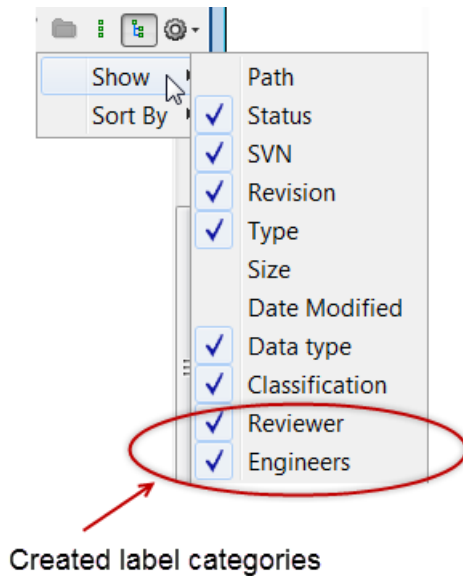 Show
Sort By
Path
Status
SVN
Revision
Type
Size
Date Modified
Data type
Classification
Reviewer
Engineers
Created label categories